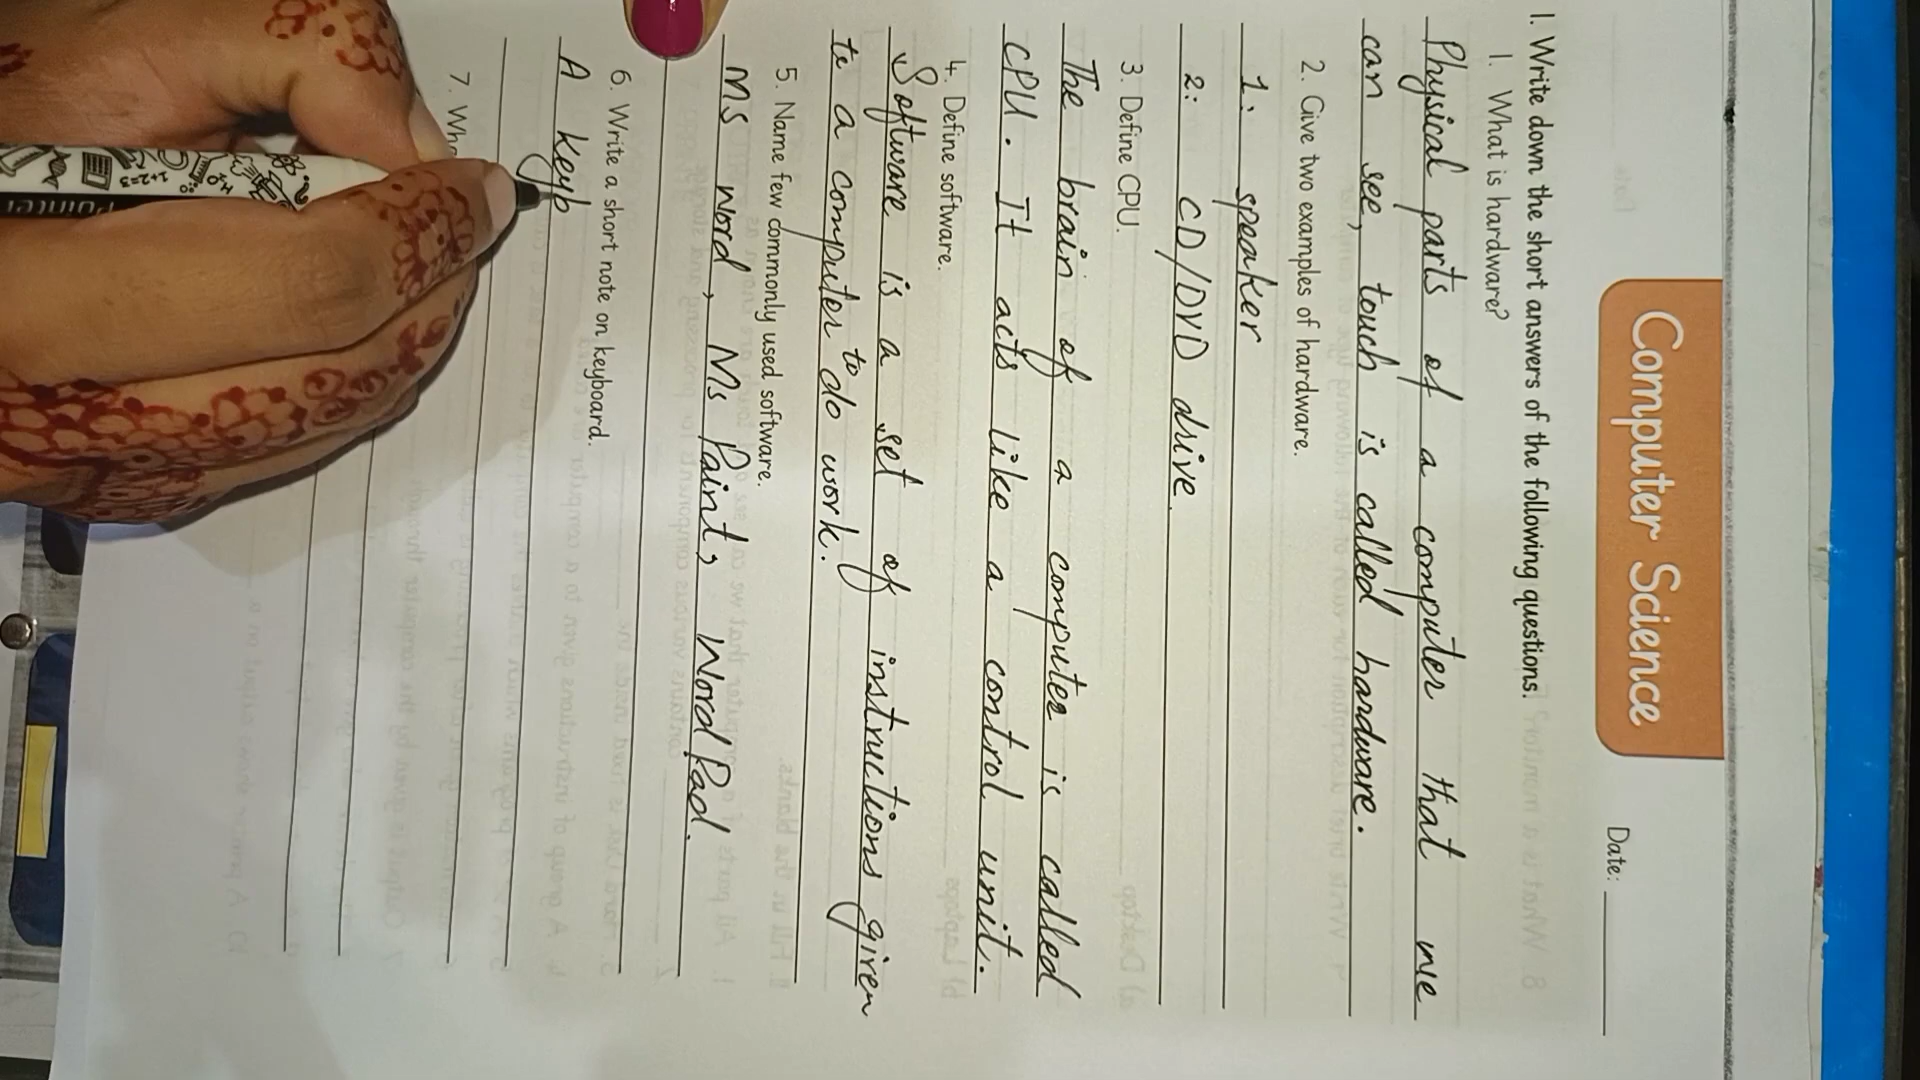 Computer Science
Date:
1. Write down the short answers of the following questions.
1. What is hardware?
Physical parts of a computer that we
can see, touch is called hardware.
2. Give two examples of hardware.
1: speaker
2: CD/DVD drive
3. Define CPU.
The brain of a computer is called
CPU. It acts like a control unit.
4. Define software.
Software is a set of instructions given
to a computer to do work.
5. Name few commonly used software.
MS Word, Ms Paint, WordPad.
6. Write a short note on keyboard.
A keyb
7. Wha
Pointer